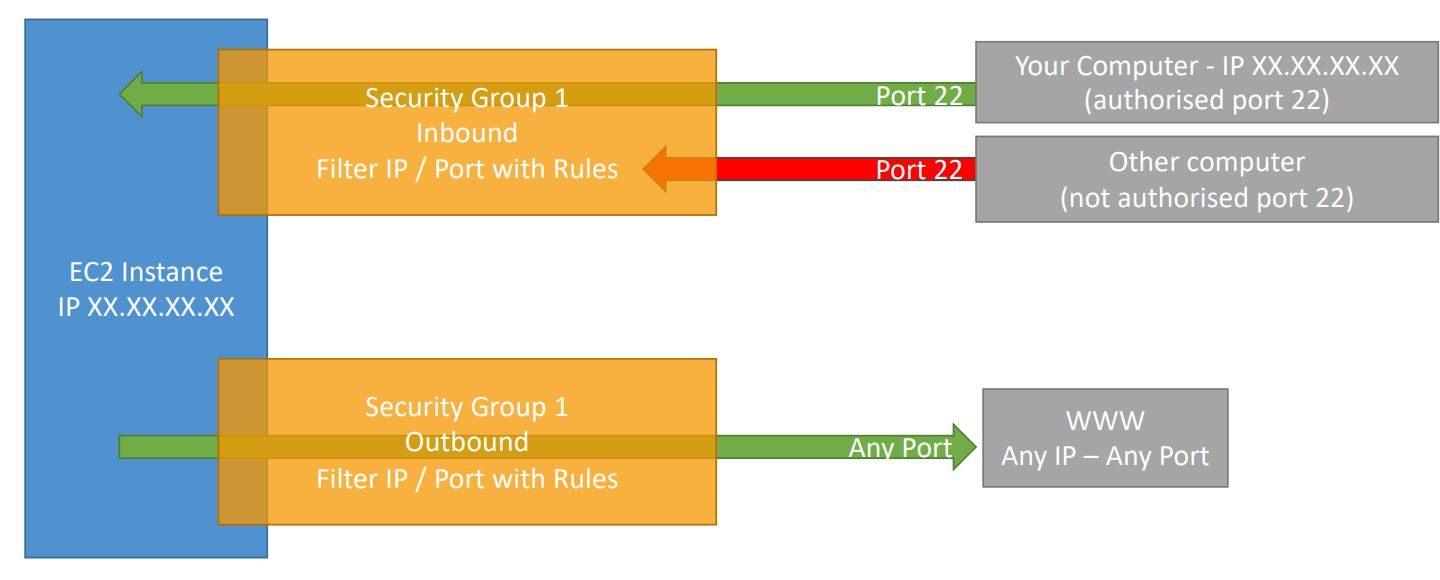 Security Group 1
Inbound
Filter IP / Port with Rules
Port 22
Your Computer - IP XX.XX.XX.XX
(authorised port 22)
Port 22
Other computer
(not authorised port 22)
EC2 Instance
IP XX.XX.XX.XX
Security Group 1
Outbound
Filter IP / Port with Rules
Any Port
WWW
Any IP – Any Port